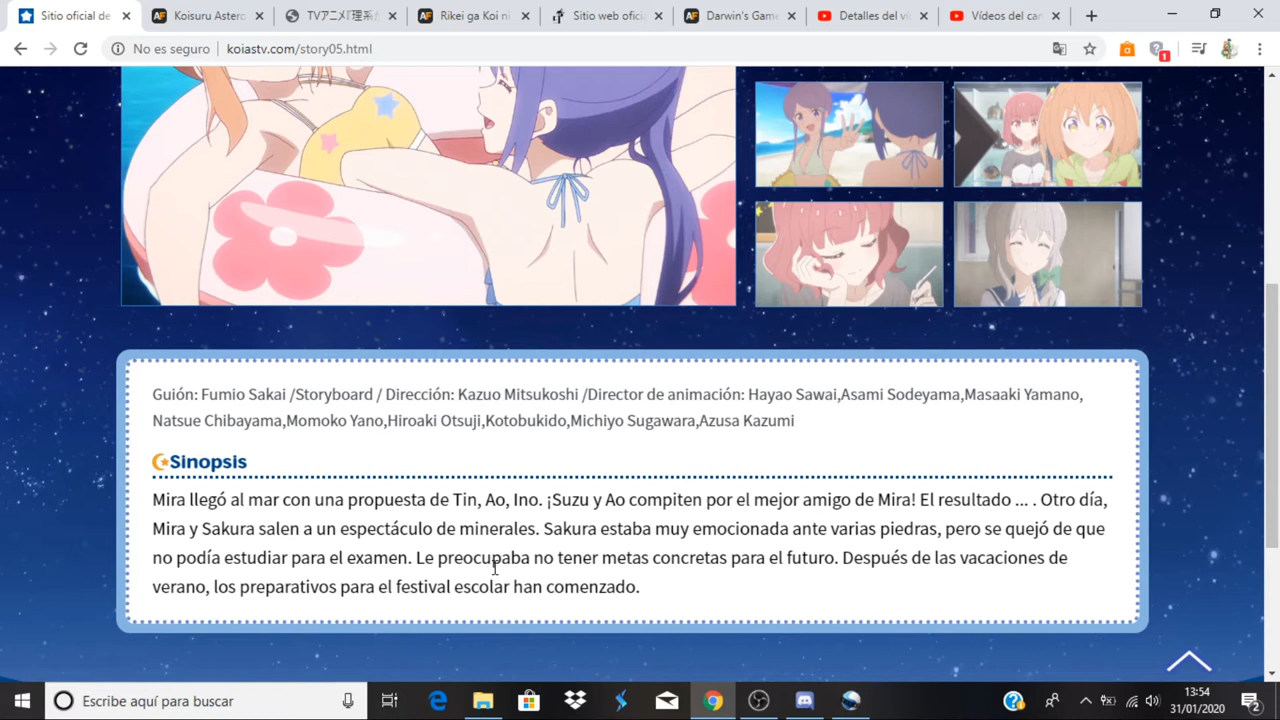 Sitio oficial de
Koisuru Astero
TVアニメ『理系が
Rikei ga Koi ni
Sitio web oficia
Darwin's Game
Detalles del ví
Vídeos del can
No es seguro
koiastv.com/story05.html
1
Guión: Fumio Sakai /Storyboard / Dirección: Kazuo Mitsukoshi /Director de animación: Hayao Sawai,Asami Sodeyama,Masaaki Yamano,
Natsue Chibayama,Momoko Yano,Hiroaki Otsuji,Kotobukido,Michiyo Sugawara,Azusa Kazumi
Sinopsis
Mira llegó al mar con una propuesta de Tin, Ao, Ino. ¡Suzu y Ao compiten por el mejor amigo de Mira! El resultado ... . Otro día,
Mira y Sakura salen a un espectáculo de minerales. Sakura estaba muy emocionada ante varias piedras, pero se quejó de que
no podía estudiar para el examen. Le preocupaba no tener metas concretas para el futuro. Después de las vacaciones de
verano, los preparativos para el festival escolar han comenzado.
Escribe aquí para buscar
13:54
31/01/2020
2